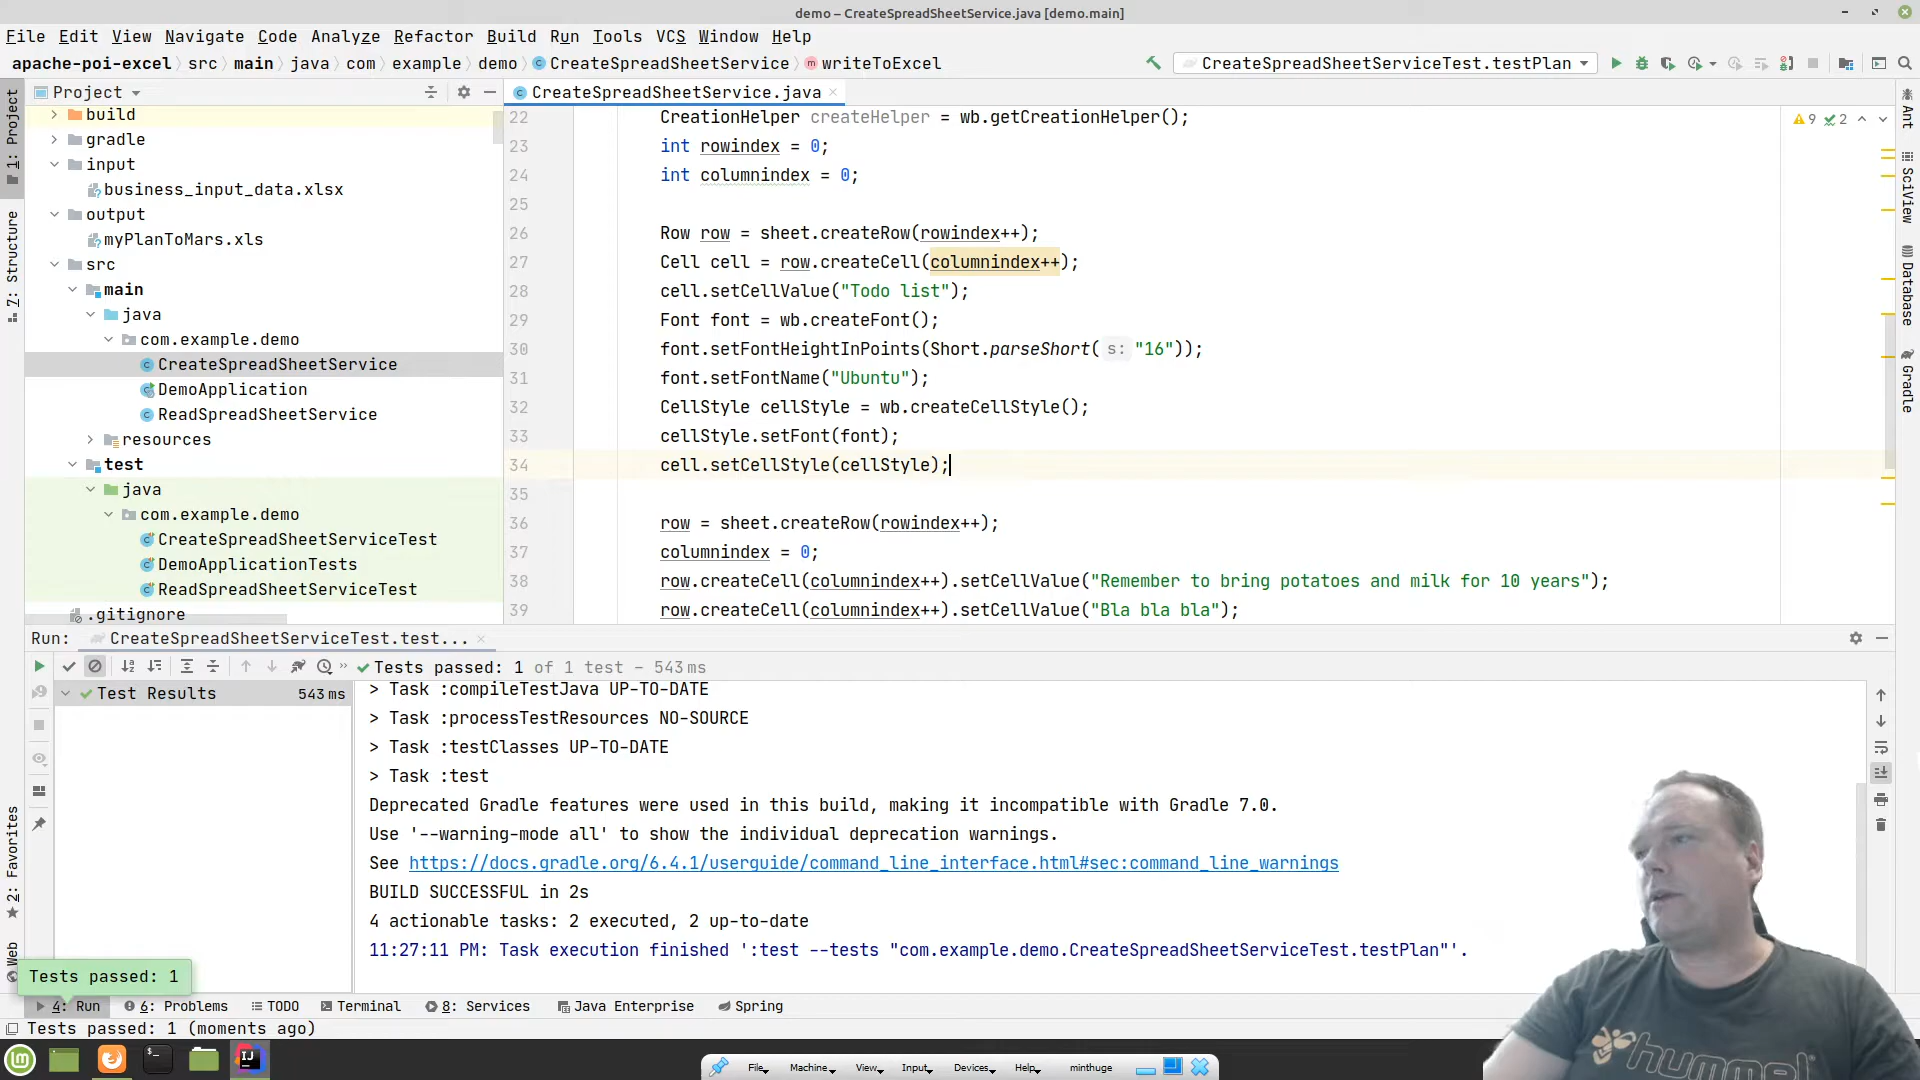 demo – CreateSpreadSheetService.java [demo.main]
File Edit View Navigate Code Analyze Refactor Build Run Tools VCS Window Help
apache-poi-excel src main java com example demo CreateSpreadSheetService writeToExcel
CreateSpreadSheetServiceTest.testPlan
Project
CreateSpreadSheetService.java
build
gradle
input
business_input_data.xlsx
output
myPlanToMars.xls
src
main
java
com.example.demo
CreateSpreadSheetService
DemoApplication
ReadSpreadSheetService
resources
test
java
com.example.demo
CreateSpreadSheetServiceTest
DemoApplicationTests
ReadSpreadSheetServiceTest
.gitignore
1: Project
7: Structure
2: Favorites
Web
9 2
22 CreationHelper createHelper = wb.getCreationHelper();
23 int rowindex = 0;
24 int columnindex = 0;
25
26 Row row = sheet.createRow(rowindex++);
27 Cell cell = row.createCell(columnindex++);
28 cell.setCellValue("Todo list");
29 Font font = wb.createFont();
30 font.setFontHeightInPoints(Short.parseShort( s: "16"));
31 font.setFontName("Ubuntu");
32 CellStyle cellStyle = wb.createCellStyle();
33 cellStyle.setFont(font);
34 cell.setCellStyle(cellStyle);
35
36 row = sheet.createRow(rowindex++);
37 columnindex = 0;
38 row.createCell(columnindex++).setCellValue("Remember to bring potatoes and milk for 10 years");
39 row.createCell(columnindex++).setCellValue("Bla bla bla");
Ant
SciView
Database
Gradle
Run: CreateSpreadSheetServiceTest.test...
Tests passed: 1 of 1 test – 543 ms
Test Results 543 ms
> Task :compileTestJava UP-TO-DATE
> Task :processTestResources NO-SOURCE
> Task :testClasses UP-TO-DATE
> Task :test
Deprecated Gradle features were used in this build, making it incompatible with Gradle 7.0.
Use '--warning-mode all' to show the individual deprecation warnings.
See https://docs.gradle.org/6.4.1/userguide/command_line_interface.html#sec:command_line_warnings
BUILD SUCCESSFUL in 2s
4 actionable tasks: 2 executed, 2 up-to-date
11:27:11 PM: Task execution finished ':test --tests "com.example.demo.CreateSpreadSheetServiceTest.testPlan"'.
Tests passed: 1
4: Run 6: Problems TODO Terminal 8: Services Java Enterprise Spring
Tests passed: 1 (moments ago)
File Machine View Input Devices Help minthuge
hummel